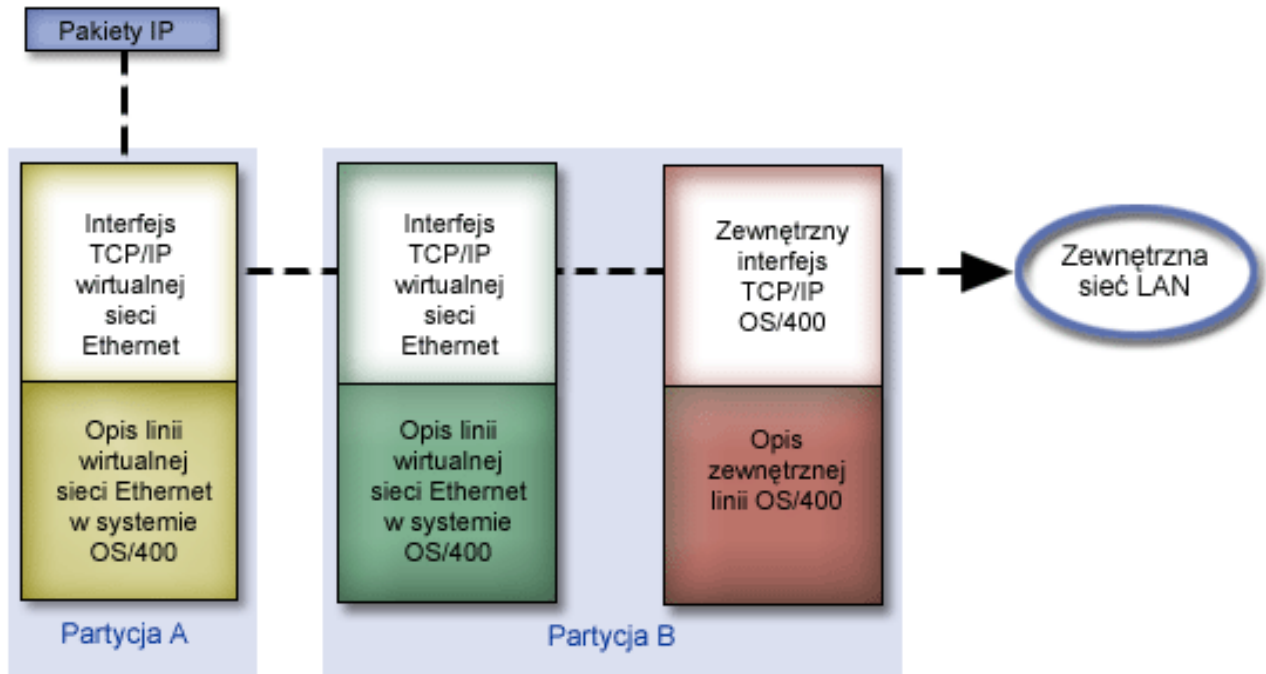 Pakiety IP
Interfejs
TCP/IP
wirtualnej
sieci
Ethernet
Opis linii
wirtualnej
sieci Ethernet
w systemie
OS/400
Partycja A
Interfejs
TCP/IP
wirtualnej
sieci
Ethernet
Opis linii
wirtualnej
sieci Ethernet
w systemie
OS/400
Zewnętrzny
interfejs
TCP/IP
OS/400
Opis
zewnętrznej
linii OS/400
Partycja B
Zewnętrzna
sieć LAN